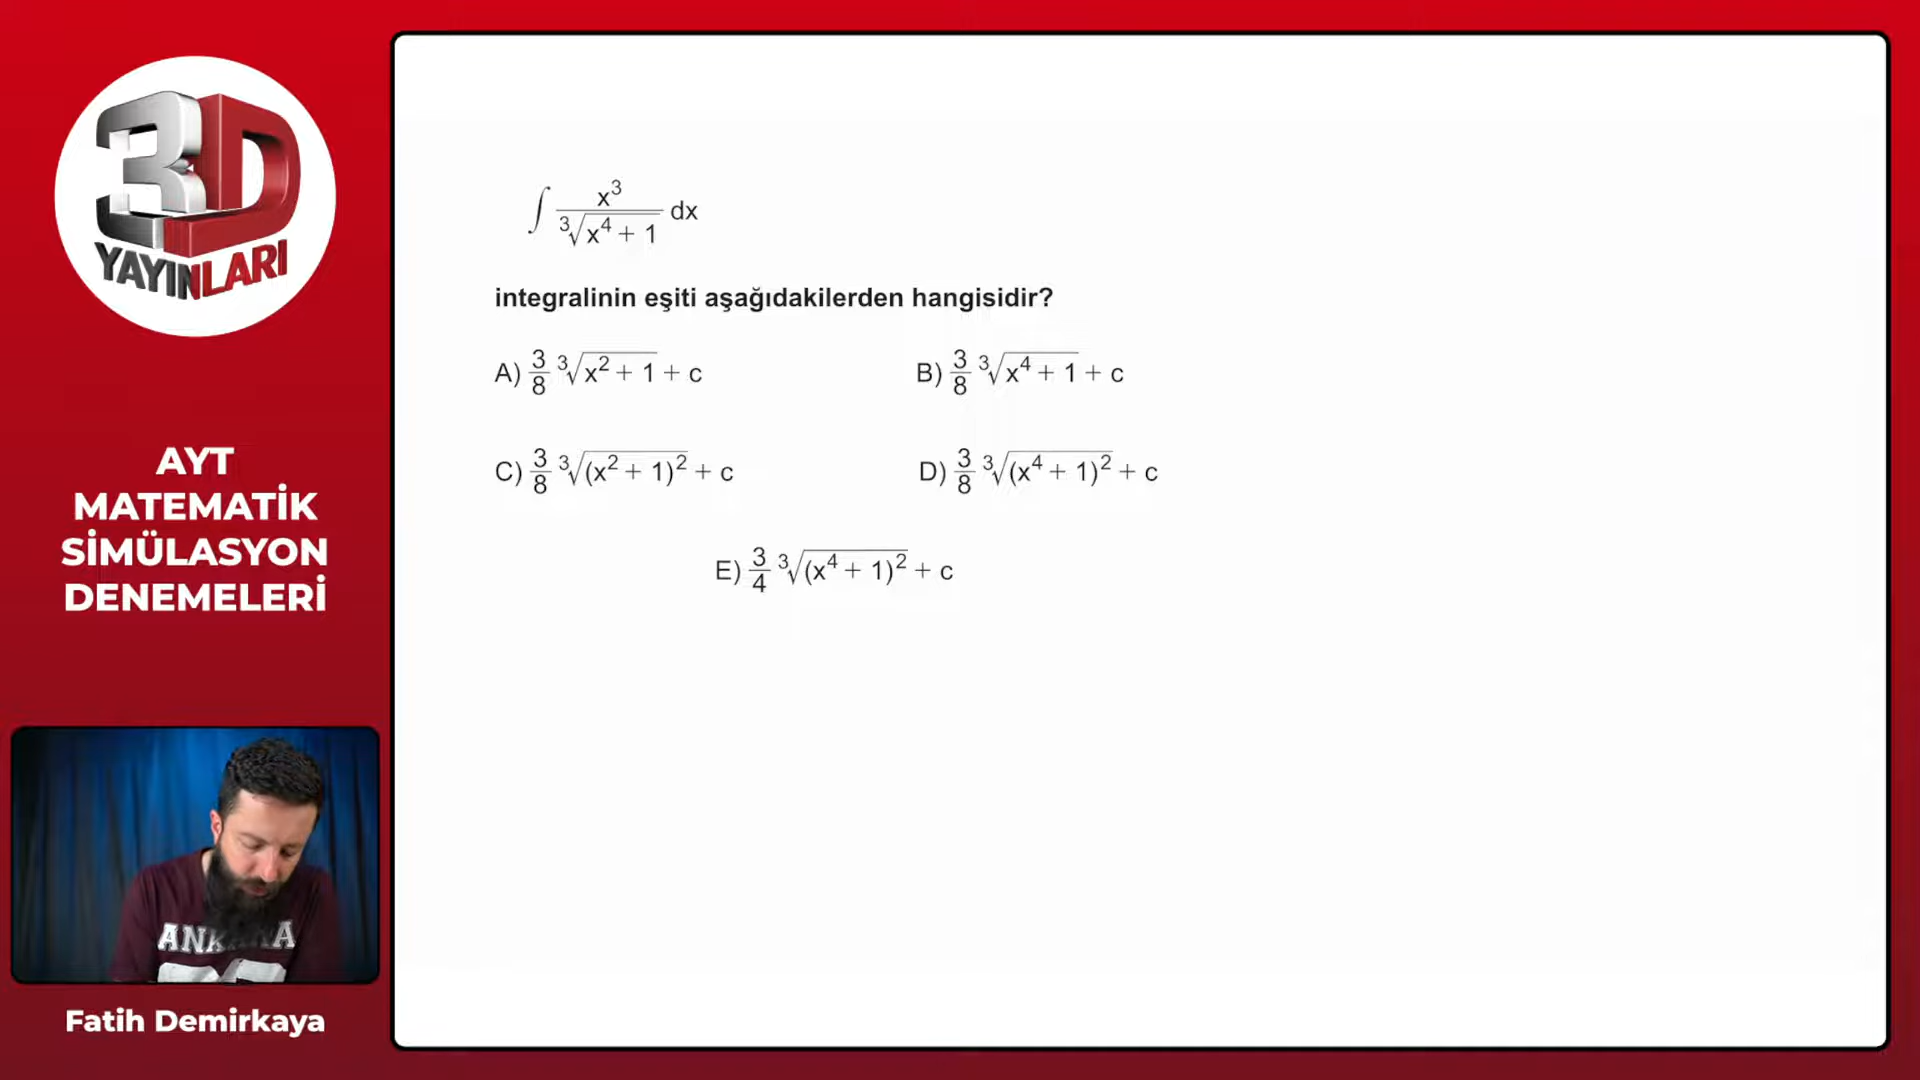 3D
YAYINLARI
AYT
MATEMATİK
SİMÜLASYON
DENEMELERİ
Fatih Demirkaya
∫ x³ / ∛(x⁴ + 1) dx
integralinin eşiti aşağıdakilerden hangisidir?
A) 3/8 ∛(x² + 1) + c B) 3/8 ∛(x⁴ + 1) + c
C) 3/8 ∛((x² + 1)²) + c D) 3/8 ∛((x⁴ + 1)²) + c
E) 3/4 ∛((x⁴ + 1)²) + c